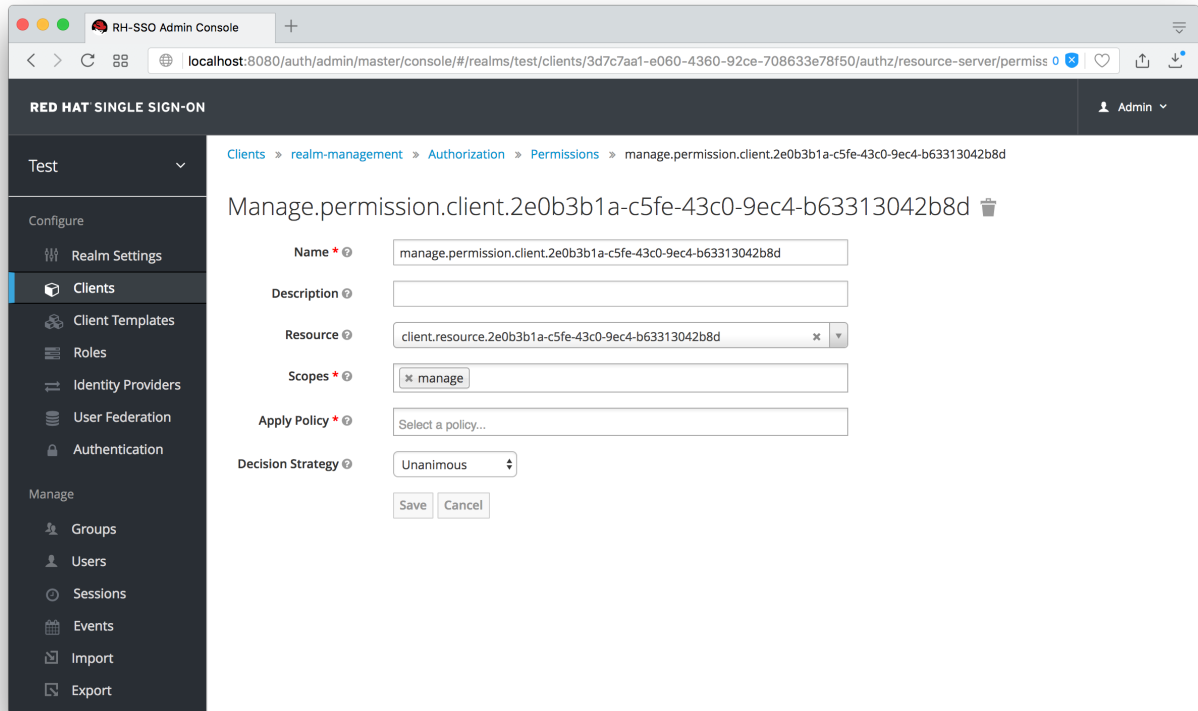 RH-SSO Admin Console
localhost:8080/auth/admin/master/console/#/realms/test/clients/3d7c7aa1-e060-4360-92ce-708633e78f50/authz/resource-server/permiss 0
RED HAT SINGLE SIGN-ON
Admin
Test
Clients » realm-management » Authorization » Permissions » manage.permission.client.2e0b3b1a-c5fe-43c0-9ec4-b63313042b8d
Manage.permission.client.2e0b3b1a-c5fe-43c0-9ec4-b63313042b8d
Configure
Realm Settings
Clients
Client Templates
Roles
Identity Providers
User Federation
Authentication
Manage
Groups
Users
Sessions
Events
Import
Export
Name * manage.permission.client.2e0b3b1a-c5fe-43c0-9ec4-b63313042b8d
Description
Resource client.resource.2e0b3b1a-c5fe-43c0-9ec4-b63313042b8d
Scopes * manage
Apply Policy * Select a policy...
Decision Strategy Unanimous
Save Cancel